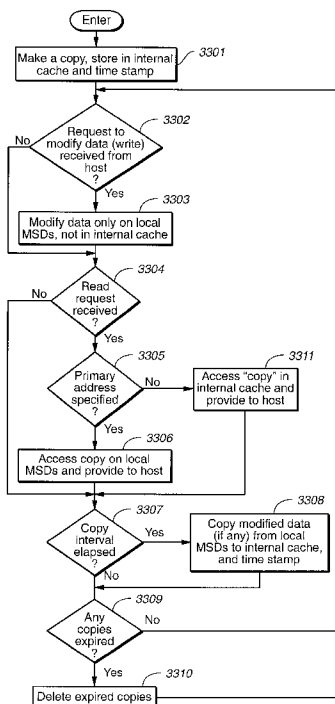 Enter
Make a copy, store in internal
cache and time stamp
3301
3302
Request to
modify data (write)
received from
host
?
No
Yes
3303
Modify data only on local
MSDs, not in internal cache
3304
Read
request
received
?
No
Yes
3305
Primary
address
specified
?
No
Yes
3311
Access "copy" in
internal cache and
provide to host
3306
Access copy on local
MSDs and provide to host
3307
Copy
interval
elapsed
?
Yes
No
3308
Copy modified data
(if any) from local
MSDs to internal cache,
and time stamp
3309
Any
copies
expired
?
No
Yes
3310
Delete expired copies